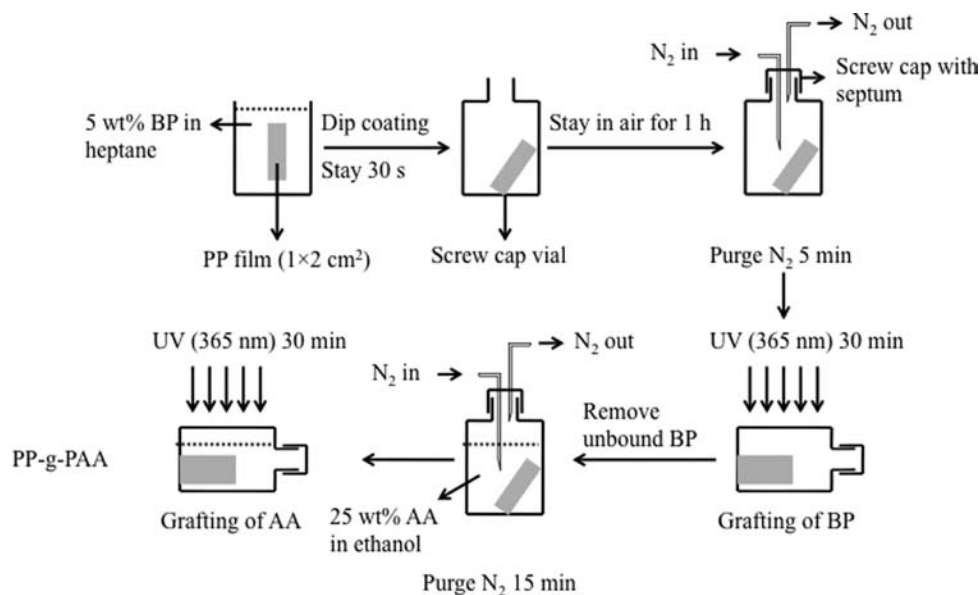 N₂ out
N₂ in
Screw cap with
septum
5 wt% BP in
heptane
Dip coating
Stay 30 s
Stay in air for 1 h
PP film (1×2 cm²)
Screw cap vial
Purge N₂ 5 min
UV (365 nm) 30 min
Grafting of BP
Remove
unbound BP
N₂ out
N₂ in
25 wt% AA
in ethanol
Purge N₂ 15 min
UV (365 nm) 30 min
Grafting of AA
PP-g-PAA